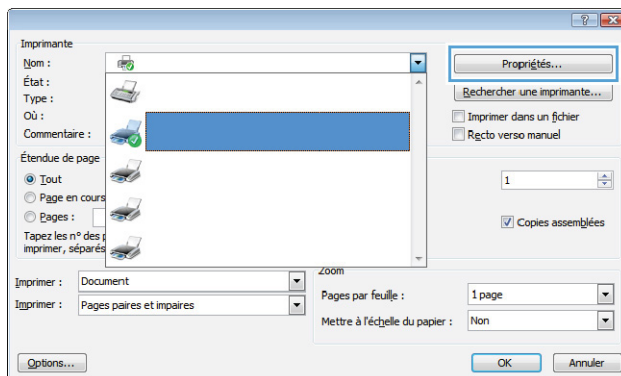 Imprimante
Nom :
Propriétés...
État :
Type :
Rechercher une imprimante...
Où :
Imprimer dans un fichier
Commentaire :
Recto verso manuel
Étendue de page
Tout
1
Page en cours
Pages :
Copies assemblées
Tapez les n° des p
imprimer, séparés
Zoom
Imprimer : Document
Pages par feuille : 1 page
Imprimer : Pages paires et impaires
Mettre à l'échelle du papier : Non
Options...
OK
Annuler